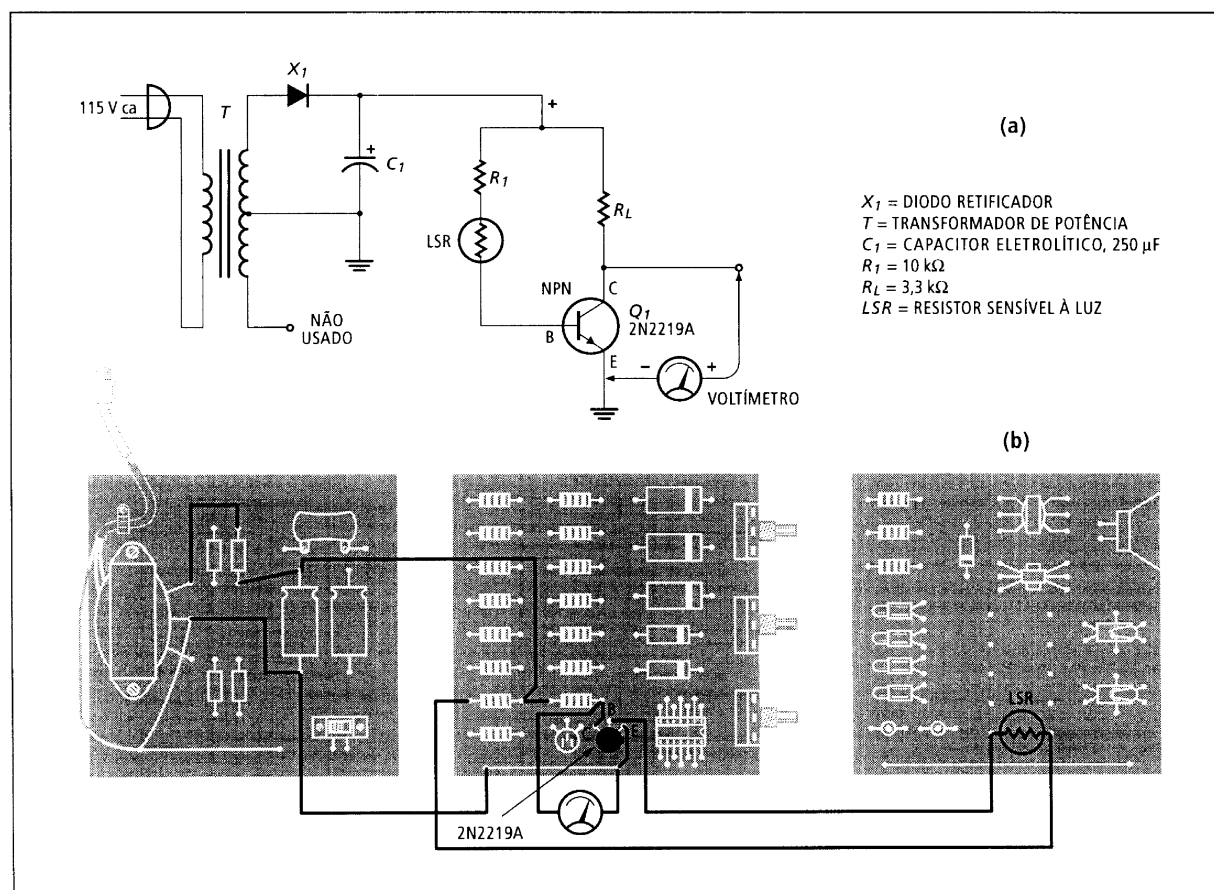 X1
115 V ca
T
+
(a)
+
C1
R1
RL
LSR
X1 = DIODO RETIFICADOR
T = TRANSFORMADOR DE POTÊNCIA
C1 = CAPACITOR ELETROLÍTICO, 250 µF
R1 = 10 kΩ
RL = 3,3 kΩ
LSR = RESISTOR SENSÍVEL À LUZ
NPN
C
Q1
2N2219A
B
E
NÃO
USADO
−
+
VOLTÍMETRO
(b)
LSR
B
C
E
2N2219A